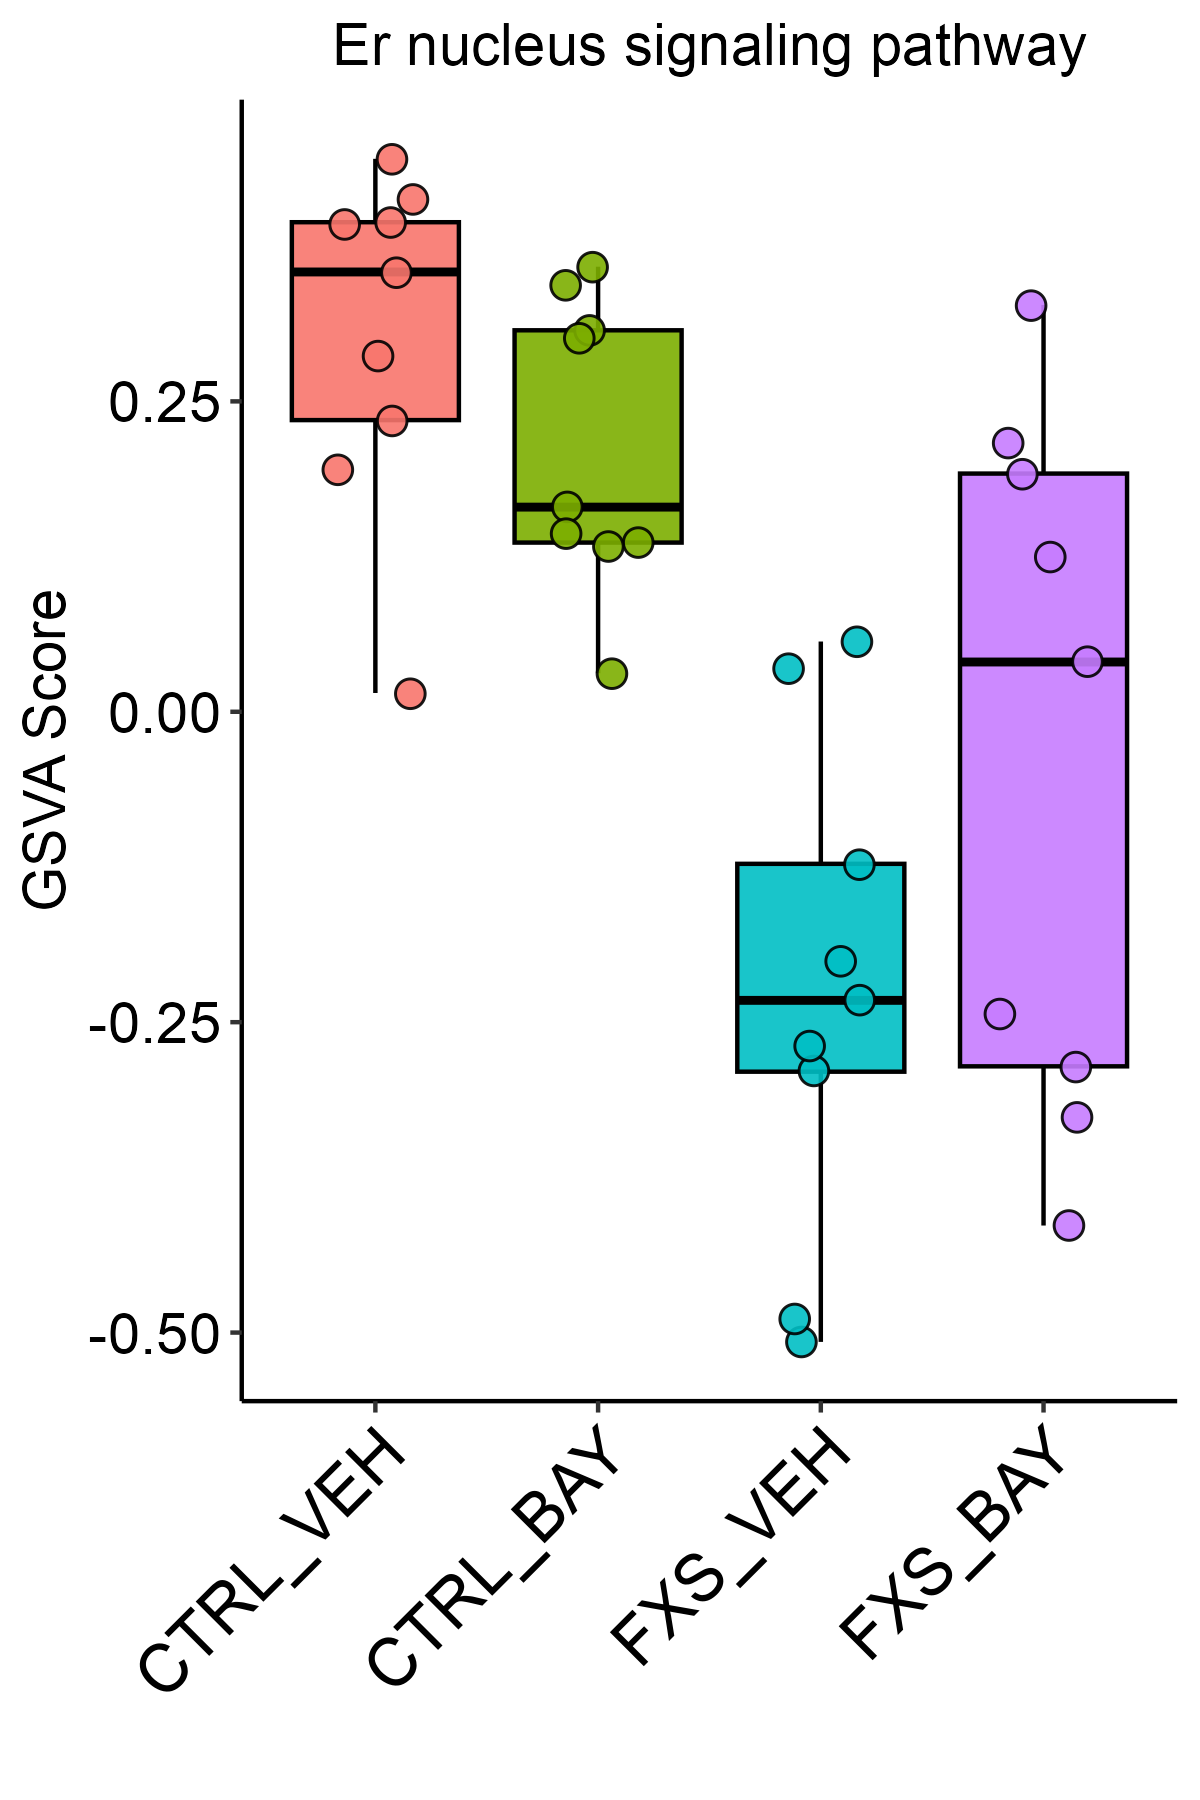 Er nucleus signaling pathway
GSVA Score
0.25
0.00
-0.25
-0.50
CTRL_VEH
CTRL_BAY
FXS_VEH
FXS_BAY